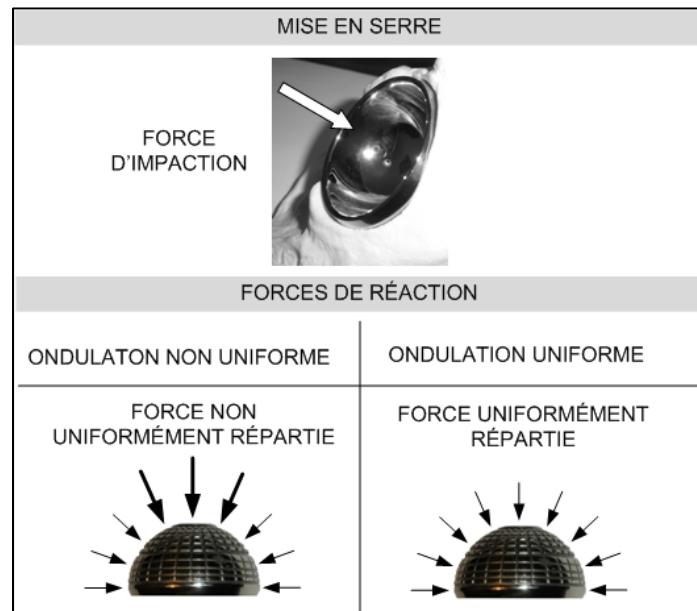 MISE EN SERRE
FORCE
D'IMPACTION
FORCES DE RÉACTION
ONDULATON NON UNIFORME
ONDULATION UNIFORME
FORCE NON
UNIFORMÉMENT RÉPARTIE
FORCE UNIFORMÉMENT
RÉPARTIE